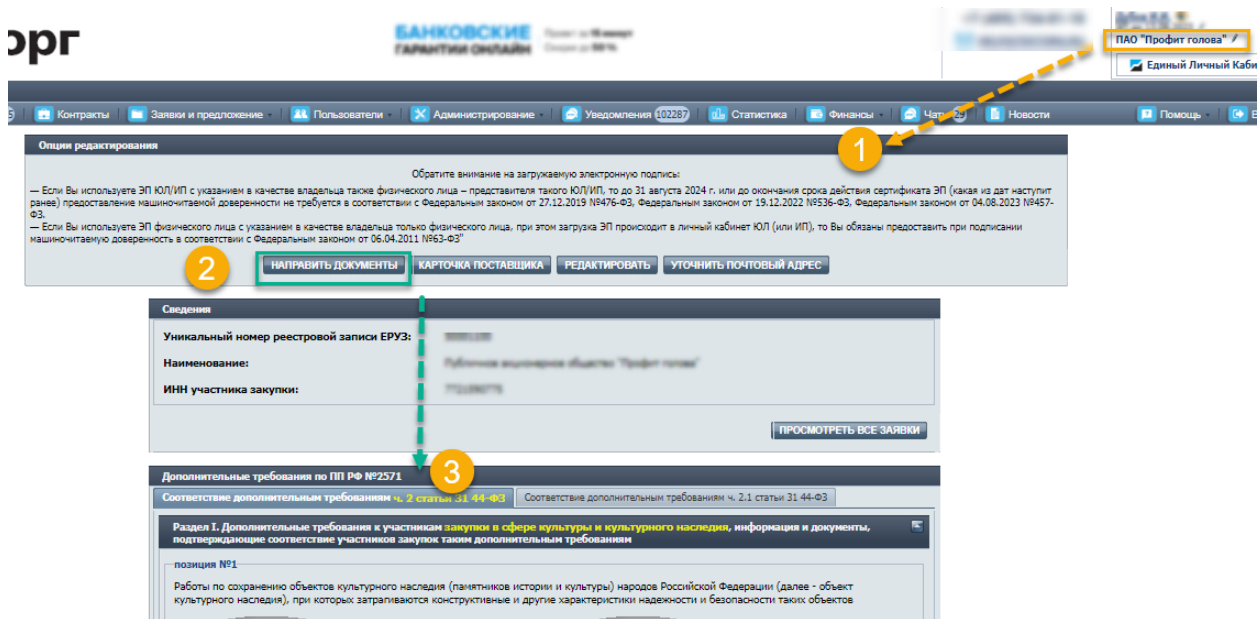 орг
БАНКОВСКИЕ
ГАРАНТИИ ОНЛАЙН
ПАО "Профит голова"
Единый Личный Каби
5 Контракты Заявки и предложение Пользователи Администрирование Уведомления 102287 Статистика Финансы Чат 29 Новости Помощь В
1
Опции редактирования
Обратите внимание на загружаемую электронную подпись:
— Если Вы используете ЭП ЮЛ/ИП с указанием в качестве владельца также физического лица – представителя такого ЮЛ/ИП, то до 31 августа 2024 г. или до окончания срока действия сертификата ЭП (какая из дат наступит
ранее) предоставление машиночитаемой доверенности не требуется в соответствии с Федеральным законом от 27.12.2019 №476-ФЗ, Федеральным законом от 19.12.2022 №536-ФЗ, Федеральным законом от 04.08.2023 №457-
ФЗ.
— Если Вы используете ЭП физического лица с указанием в качестве владельца только физического лица, при этом загрузка ЭП происходит в личный кабинет ЮЛ (или ИП), то Вы обязаны предоставить при подписании
машиночитаемую доверенность в соответствии с Федеральным законом от 06.04.2011 №63-ФЗ"
2
НАПРАВИТЬ ДОКУМЕНТЫ КАРТОЧКА ПОСТАВЩИКА РЕДАКТИРОВАТЬ УТОЧНИТЬ ПОЧТОВЫЙ АДРЕС
Сведения
Уникальный номер реестровой записи ЕРУЗ:
Наименование:
ИНН участника закупки:
ПРОСМОТРЕТЬ ВСЕ ЗАЯВКИ
Дополнительные требования по ПП РФ №2571
3
Соответствие дополнительным требованиям ч. 2 статьи 31 44-ФЗ Соответствие дополнительным требованиям ч. 2.1 статьи 31 44-ФЗ
Раздел I. Дополнительные требования к участникам закупки в сфере культуры и культурного наследия, информация и документы,
подтверждающие соответствие участников закупок таким дополнительным требованиям
позиция №1
Работы по сохранению объектов культурного наследия (памятников истории и культуры) народов Российской Федерации (далее - объект
культурного наследия), при которых затрагиваются конструктивные и другие характеристики надежности и безопасности таких объектов